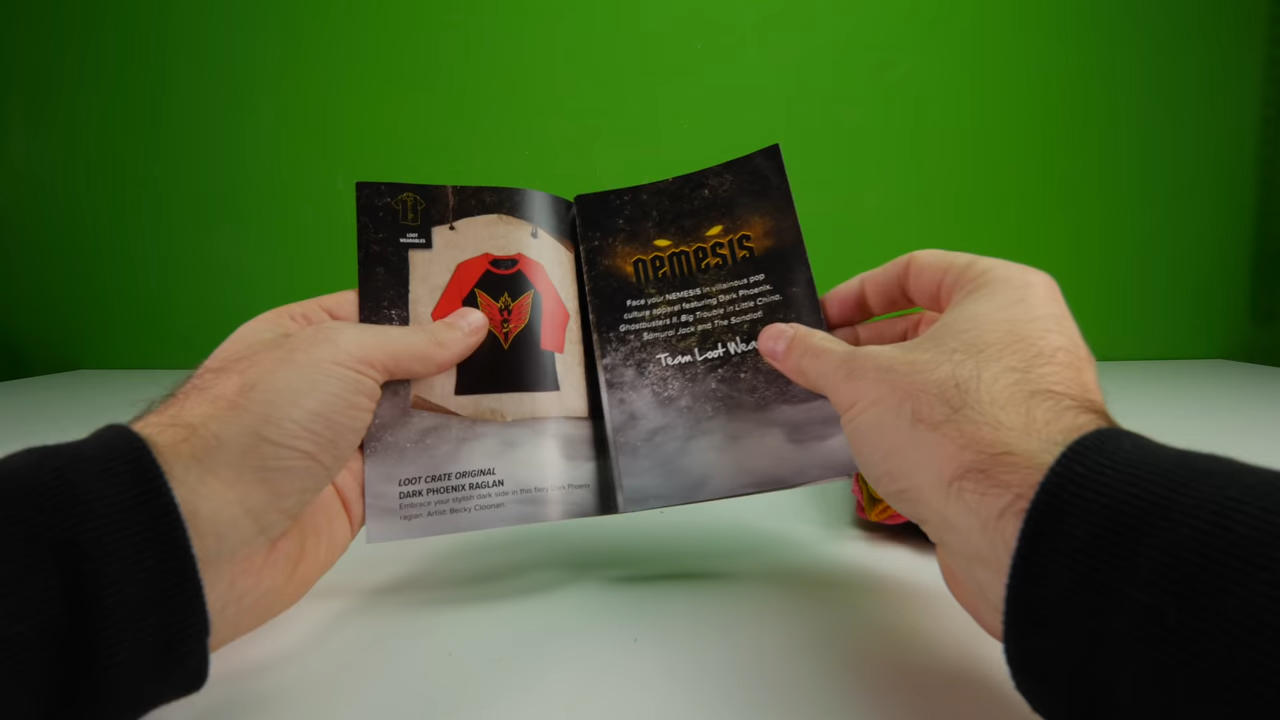 LOOT
WEARABLES
LOOT CRATE ORIGINAL
DARK PHOENIX RAGLAN
Embrace your stylish dark side in this fiery Dark Phoenix
raglan. Artist: Becky Cloonan.
nemesis
Face your NEMESIS in villainous pop
culture apparel featuring Dark Phoenix,
Ghostbusters II, Big Trouble in Little China,
Samurai Jack and The Sandlot!
Team Loot Wea